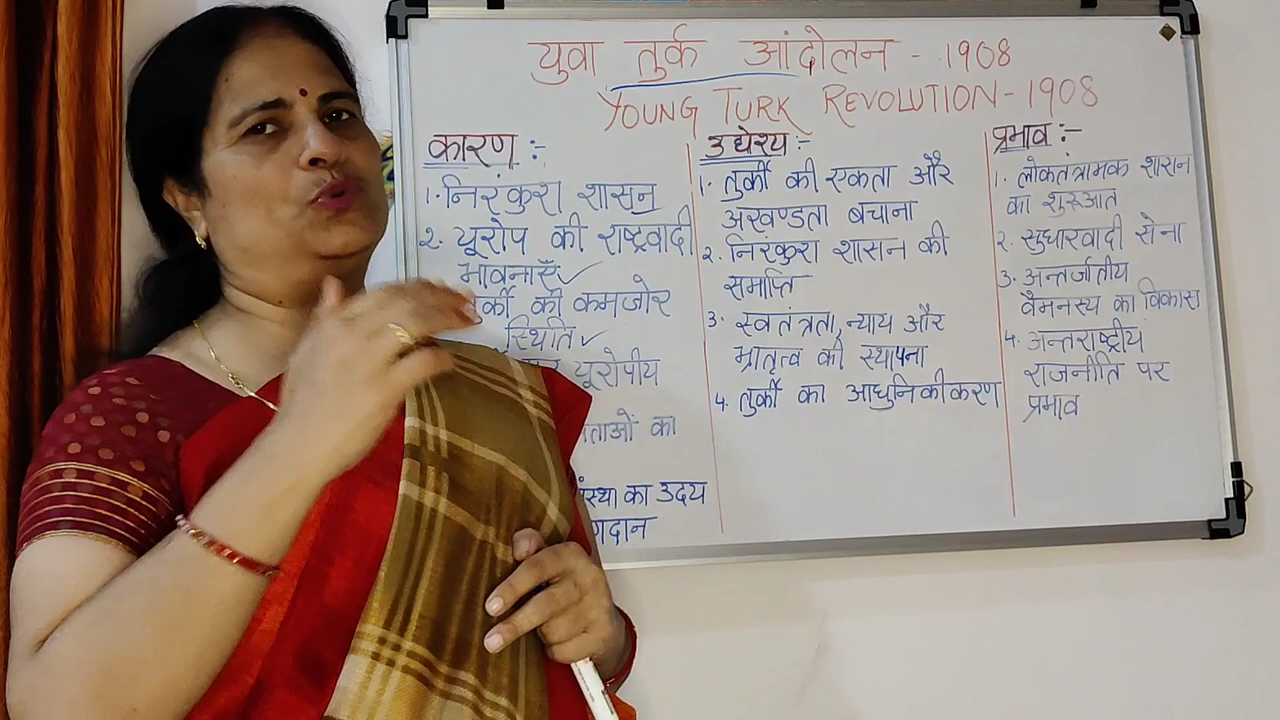 युवा तुर्क आंदोलन - 1908
YOUNG TURK REVOLUTION - 1908
कारण :-
1. निरंकुश शासन
2. यूरोप की राष्ट्रवादी
भावनाएँ ✓
तुर्की की कमजोर
स्थिति ✓
यूरोपीय
ताओं का
संस्था का उदय
गदान
उद्येश्य :-
1. तुर्की की एकता और
अखण्डता बचाना
2. निरंकुश शासन की
समाप्ति
3. स्वतंत्रता, न्याय और
भ्रातृत्व की स्थापना
4. तुर्की का आधुनिकीकरण
प्रभाव :-
1. लोकतंत्रामक शासन
का शुरूआत
2. सुधारवादी सेना
3. अन्तर्जातीय
वैमनस्य का विकास
4. अन्तराष्ट्रीय
राजनीति पर
प्रभाव